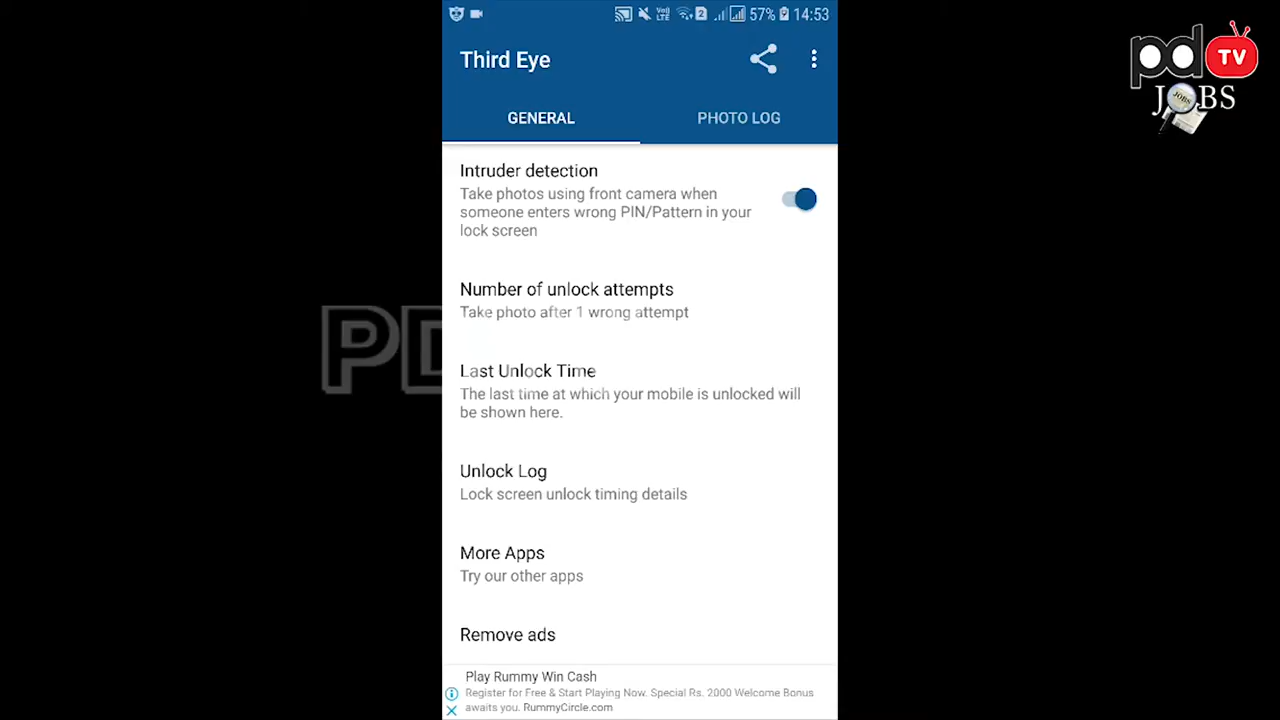 57% 14:53
pd TV
JOBS
Third Eye
GENERAL
PHOTO LOG
Intruder detection
Take photos using front camera when
someone enters wrong PIN/Pattern in your
lock screen
Number of unlock attempts
Take photo after 1 wrong attempt
PD
Last Unlock Time
The last time at which your mobile is unlocked will
be shown here.
Unlock Log
Lock screen unlock timing details
More Apps
Try our other apps
Remove ads
Play Rummy Win Cash
Register for Free & Start Playing Now. Special Rs. 2000 Welcome Bonus
awaits you. RummyCircle.com